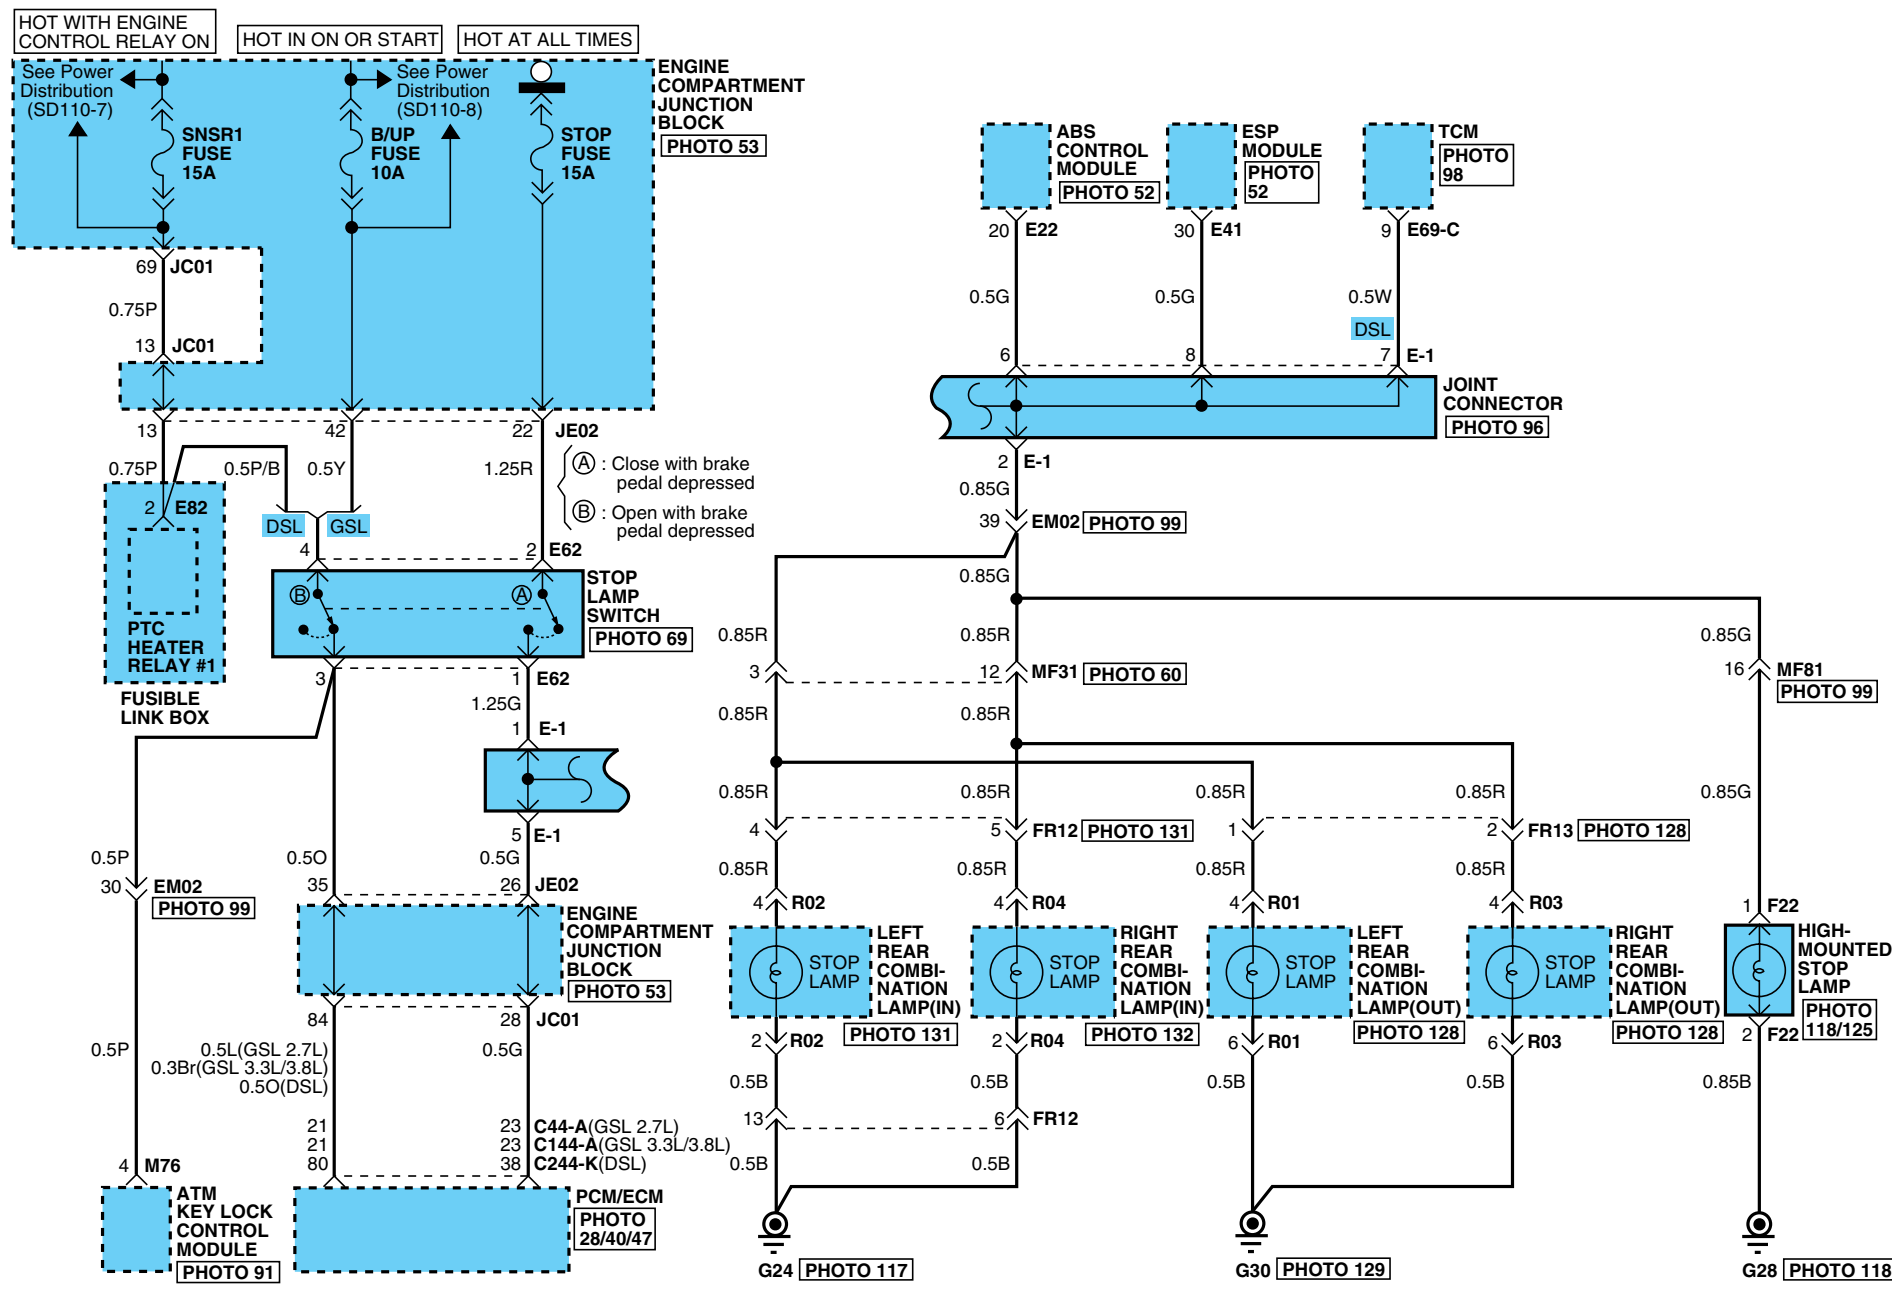 HOT WITH ENGINE
CONTROL RELAY ON
HOT IN ON OR START
HOT AT ALL TIMES
See Power
Distribution
(SD110-7)
See Power
Distribution
(SD110-8)
SNSR1
FUSE
15A
B/UP
FUSE
10A
STOP
FUSE
15A
ENGINE
COMPARTMENT
JUNCTION
BLOCK
PHOTO 53
69 JC01
0.75P
13 JC01
13
42
22 JE02
0.75P
0.5P/B
0.5Y
1.25R
A : Close with brake
pedal depressed
B : Open with brake
pedal depressed
2 E82
DSL
GSL
PTC
HEATER
RELAY #1
FUSIBLE
LINK BOX
4
2 E62
B
A
STOP
LAMP
SWITCH
PHOTO 69
3
1 E62
1.25G
1 E-1
5 E-1
0.5P
0.5O
0.5G
30 EM02
PHOTO 99
35
26 JE02
ENGINE
COMPARTMENT
JUNCTION
BLOCK
PHOTO 53
84
28 JC01
0.5P
0.5L(GSL 2.7L)
0.3Br(GSL 3.3L/3.8L)
0.5O(DSL)
0.5G
21
21
80
23 C44-A(GSL 2.7L)
23 C144-A(GSL 3.3L/3.8L)
38 C244-K(DSL)
4 M76
ATM
KEY LOCK
CONTROL
MODULE
PHOTO 91
PCM/ECM
PHOTO
28/40/47
ABS
CONTROL
MODULE
PHOTO 52
ESP
MODULE
PHOTO
52
TCM
PHOTO
98
20 E22
30 E41
9 E69-C
0.5G
0.5G
0.5W
DSL
6
8
7 E-1
JOINT
CONNECTOR
PHOTO 96
2 E-1
0.85G
39 EM02 PHOTO 99
0.85G
0.85R
0.85R
0.85G
3
12 MF31 PHOTO 60
16 MF81
PHOTO 99
0.85R
0.85R
0.85R
0.85R
0.85R
0.85R
0.85G
4
5 FR12 PHOTO 131
1
2 FR13 PHOTO 128
0.85R
0.85R
0.85R
0.85R
4 R02
4 R04
4 R01
4 R03
1 F22
STOP
LAMP
LEFT
REAR
COMBI-
NATION
LAMP(IN)
PHOTO 131
STOP
LAMP
RIGHT
REAR
COMBI-
NATION
LAMP(IN)
PHOTO 132
STOP
LAMP
LEFT
REAR
COMBI-
NATION
LAMP(OUT)
PHOTO 128
STOP
LAMP
RIGHT
REAR
COMBI-
NATION
LAMP(OUT)
PHOTO 128
HIGH-
MOUNTED
STOP
LAMP
PHOTO
118/125
2 R02
2 R04
6 R01
6 R03
2 F22
0.5B
0.5B
0.5B
0.5B
0.85B
13
6 FR12
0.5B
0.5B
G24 PHOTO 117
G30 PHOTO 129
G28 PHOTO 118